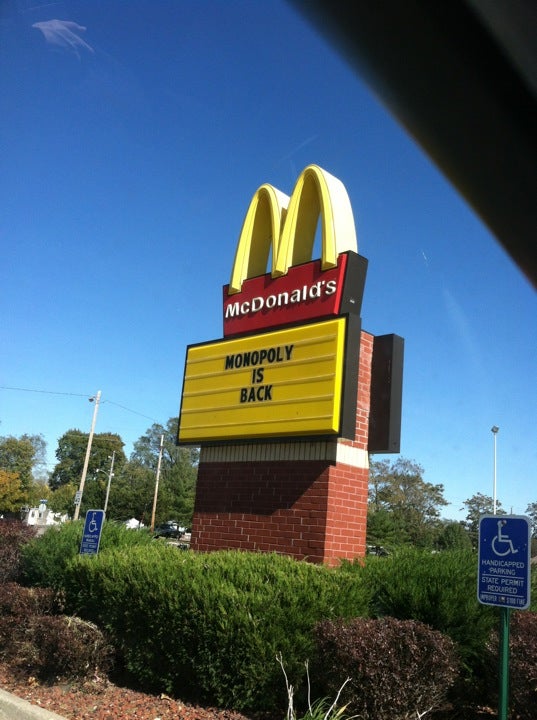 McDonald's
MONOPOLY
IS
BACK
HANDICAPPED
PARKING
STATE PERMIT
REQUIRED